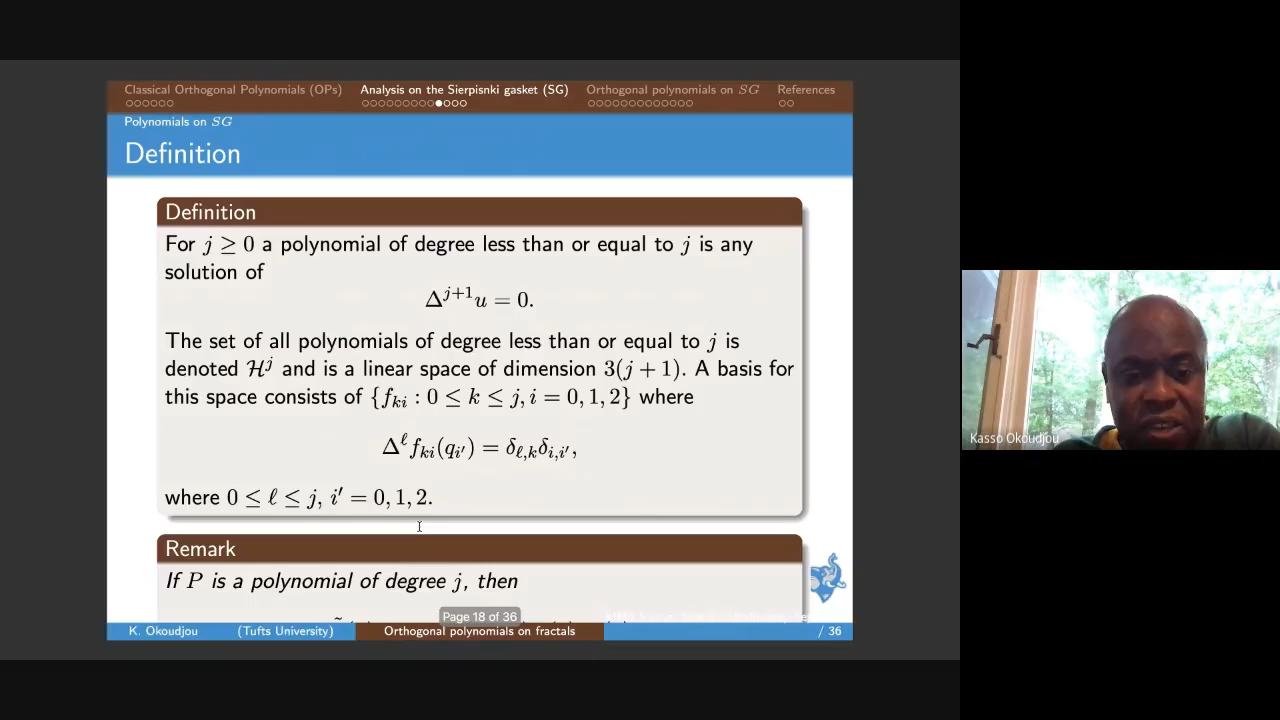 Classical Orthogonal Polynomials (OPs) Analysis on the Sierpisnki gasket (SG) Orthogonal polynomials on SG References
Polynomials on SG
Definition
Definition
For j ≥ 0 a polynomial of degree less than or equal to j is any
solution of
Δ^{j+1}u = 0.
The set of all polynomials of degree less than or equal to j is
denoted ℋ^j and is a linear space of dimension 3(j + 1). A basis for
this space consists of {f_{ki} : 0 ≤ k ≤ j, i = 0, 1, 2} where
Δ^ℓ f_{ki}(q_{i′}) = δ_{ℓ,k}δ_{i,i′},
where 0 ≤ ℓ ≤ j, i′ = 0, 1, 2.
Remark
If P is a polynomial of degree j, then
Page 18 of 36
K. Okoudjou (Tufts University) Orthogonal polynomials on fractals / 36
Kasso Okoudjou